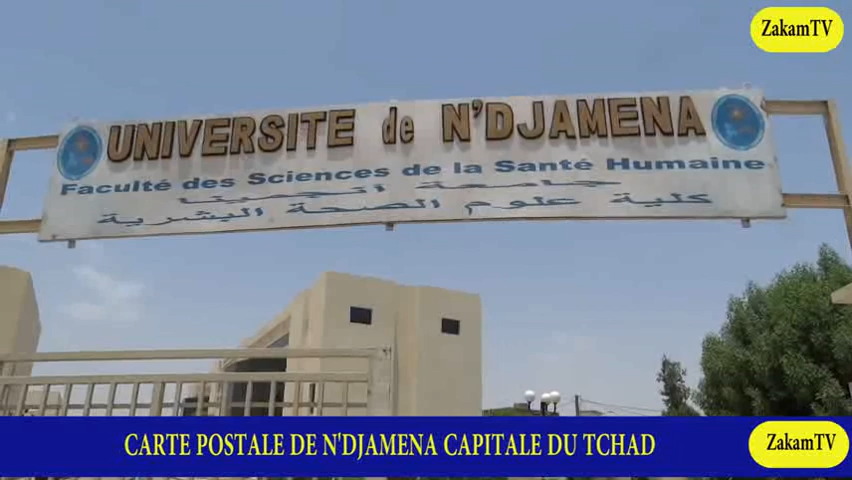 ZakamTV
UNIVERSITE de N'DJAMENA
Faculté des Sciences de la Santé Humaine
جامعة انجمينا
كلية علوم الصحة البشرية
CARTE POSTALE DE N'DJAMENA CAPITALE DU TCHAD
ZakamTV